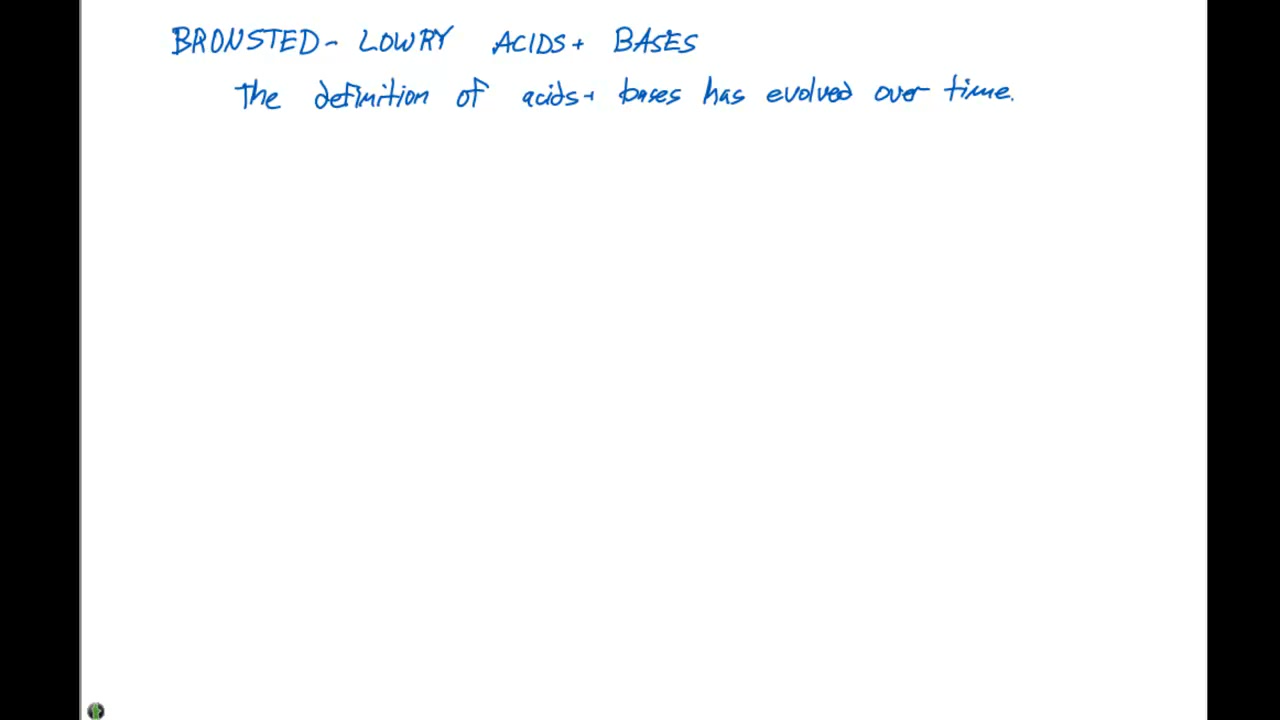 BRONSTED- LOWRY ACIDS+ BASES
The definition of acids+ bases has evolved over time.